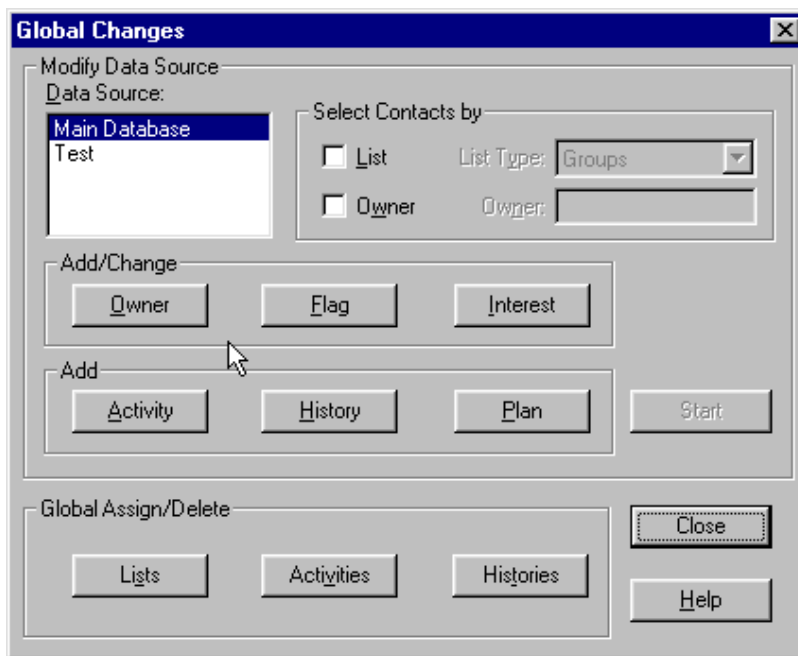 Global Changes
Modify Data Source
Data Source:
Main Database
Test
Select Contacts by
List List Type: Groups
Owner Owner:
Add/Change
Owner Flag Interest
Add
Activity History Plan Start
Global Assign/Delete
Lists Activities Histories
Close
Help